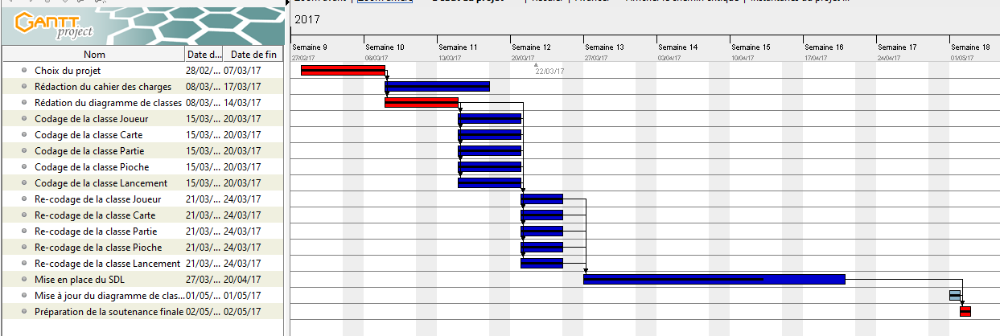 2017
GANTT
project
Nom Date d... Date de fin
Semaine 9 Semaine 10 Semaine 11 Semaine 12 Semaine 13 Semaine 14 Semaine 15 Semaine 16 Semaine 17 Semaine 18
27/02/17 06/03/17 13/03/17 20/03/17 27/03/17 03/04/17 10/04/17 17/04/17 24/04/17 01/05/17
22/03/17
Choix du projet 28/02/... 07/03/17
Rédaction du cahier des charges 08/03/... 17/03/17
Rédation du diagramme de classes 08/03/... 14/03/17
Codage de la classe Joueur 15/03/... 20/03/17
Codage de la classe Carte 15/03/... 20/03/17
Codage de la classe Partie 15/03/... 20/03/17
Codage de la classe Pioche 15/03/... 20/03/17
Codage de la classe Lancement 15/03/... 20/03/17
Re-codage de la classe Joueur 21/03/... 24/03/17
Re-codage de la classe Carte 21/03/... 24/03/17
Re-codage de la classe Partie 21/03/... 24/03/17
Re-codage de la classe Pioche 21/03/... 24/03/17
Re-codage de la classe Lancement 21/03/... 24/03/17
Mise en place du SDL 27/03/... 20/04/17
Mise à jour du diagramme de clas... 01/05/... 01/05/17
Préparation de la soutenance finale 02/05/... 02/05/17